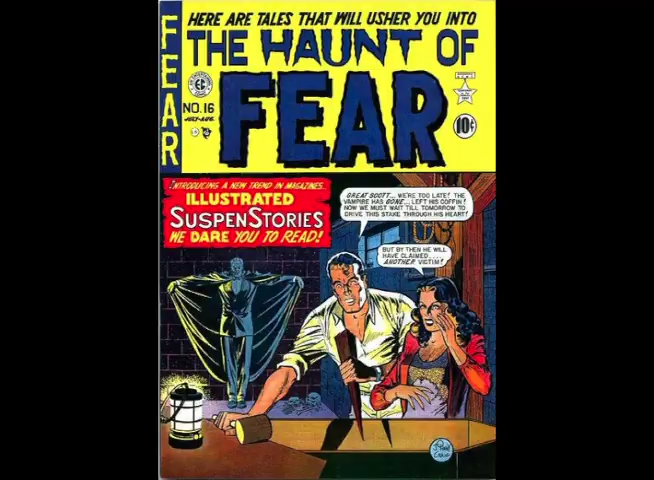 HERE ARE TALES THAT WILL USHER YOU INTO
THE HAUNT OF
FEAR
FEAR
EC
NO.16
JULY-AUG.
10¢
INTRODUCING A NEW TREND IN MAGAZINES...
ILLUSTRATED
SUSPENSTORIES
WE DARE YOU TO READ!
GREAT SCOTT... WE'RE TOO LATE! THE
VAMPIRE HAS GONE... LEFT HIS COFFIN!
NOW WE MUST WAIT TILL TOMORROW TO
DRIVE THIS STAKE THROUGH HIS HEART!
BUT BY THEN HE WILL
HAVE CLAIMED....
ANOTHER VICTIM!